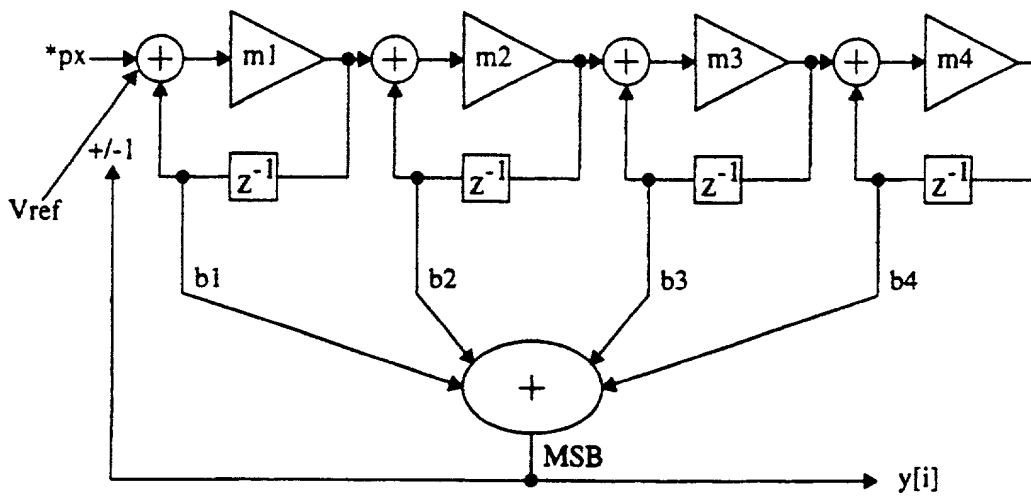 *px + m1 + m2 + m3 + m4
+/-1 z⁻¹ z⁻¹ z⁻¹ z⁻¹
Vref
b1 b2 b3 b4
+
MSB
y[i]